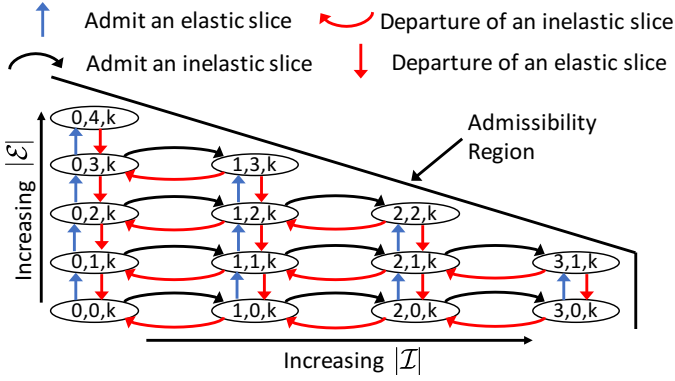 Admit an elastic slice
Departure of an inelastic slice
Admit an inelastic slice
Departure of an elastic slice
Admissibility
Region
Increasing |ℰ|
0,4,k
0,3,k 1,3,k
0,2,k 1,2,k 2,2,k
0,1,k 1,1,k 2,1,k 3,1,k
0,0,k 1,0,k 2,0,k 3,0,k
Increasing |ℐ|